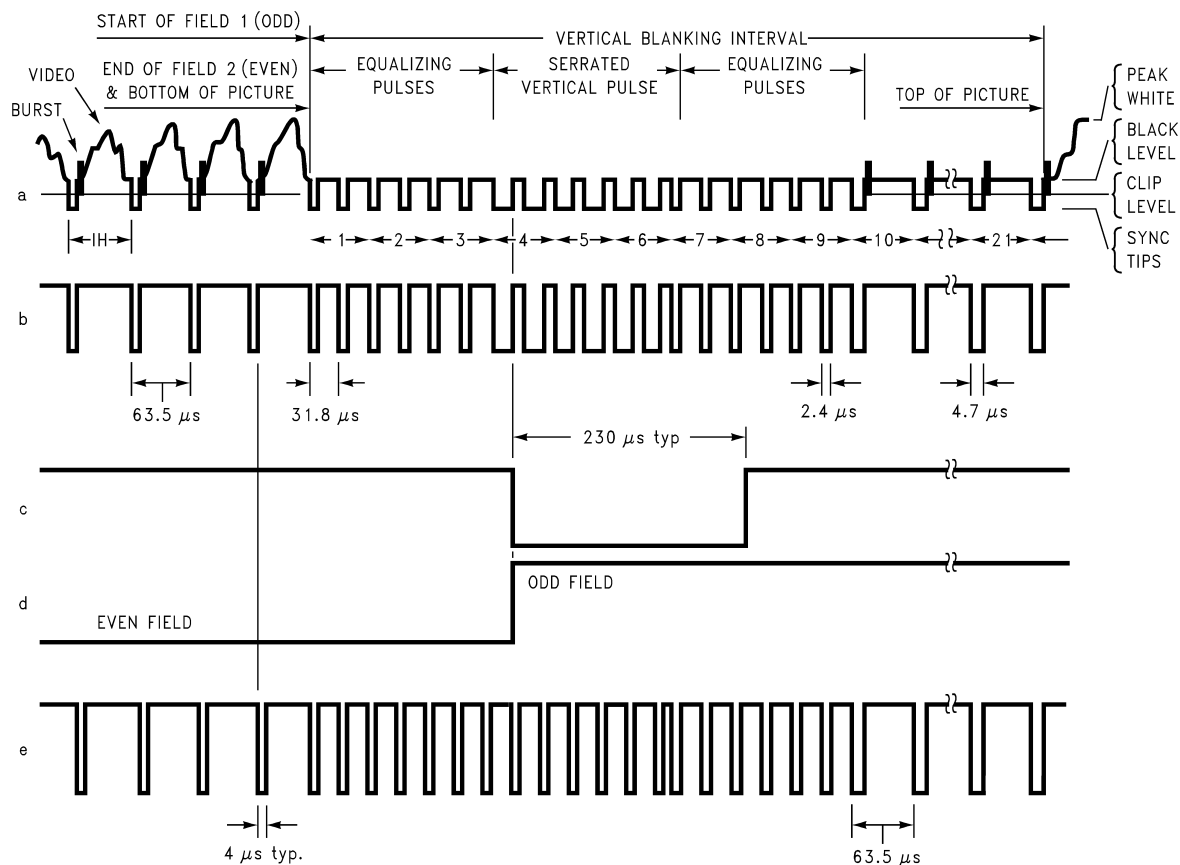 START OF FIELD 1 (ODD)
VERTICAL BLANKING INTERVAL
END OF FIELD 2 (EVEN)
& BOTTOM OF PICTURE
EQUALIZING
PULSES
SERRATED
VERTICAL PULSE
EQUALIZING
PULSES
TOP OF PICTURE
VIDEO
BURST
PEAK
WHITE
BLACK
LEVEL
CLIP
LEVEL
SYNC
TIPS
a
IH
1 2 3 4 5 6 7 8 9 10 21
b
63.5 μs
31.8 μs
2.4 μs
4.7 μs
230 μs typ
c
d
ODD FIELD
EVEN FIELD
e
4 μs typ.
63.5 μs